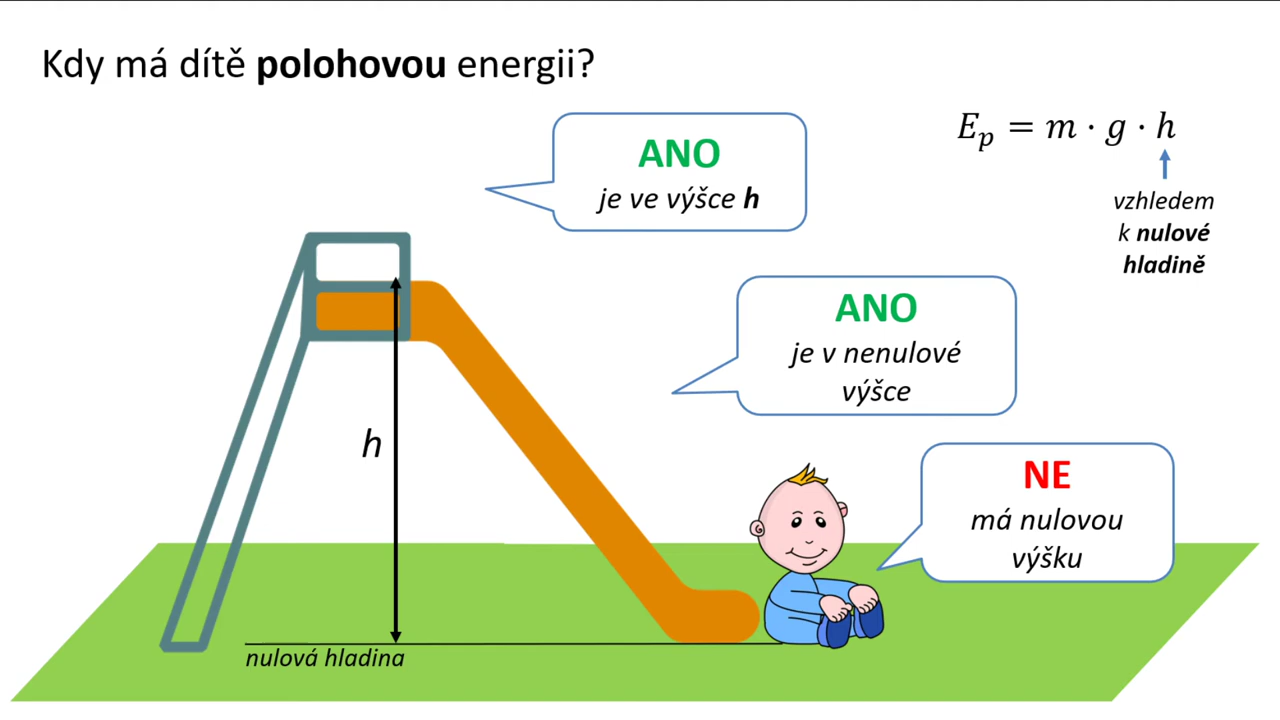 Kdy má dítě polohovou energii?
ANO
je ve výšce h
E_p = m · g · h
vzhledem
k nulové
hladině
ANO
je v nenulové
výšce
h
NE
má nulovou
výšku
nulová hladina